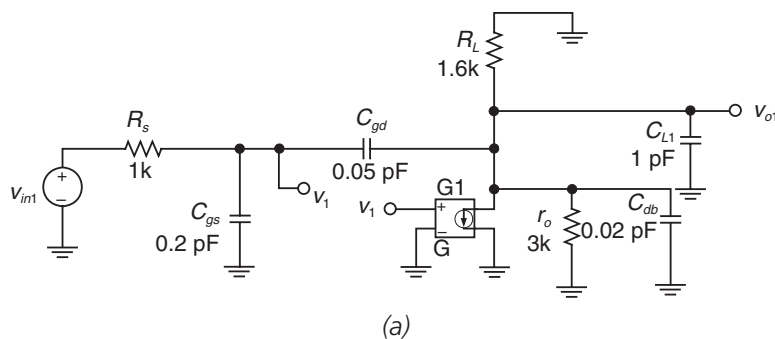 R_L
1.6k
v_o1
C_gd
0.05 pF
C_L1
1 pF
R_s
1k
v_in1
+
−
C_gs
0.2 pF
v_1
v_1
G1
+
−
G
r_o
3k
C_db
0.02 pF
(a)